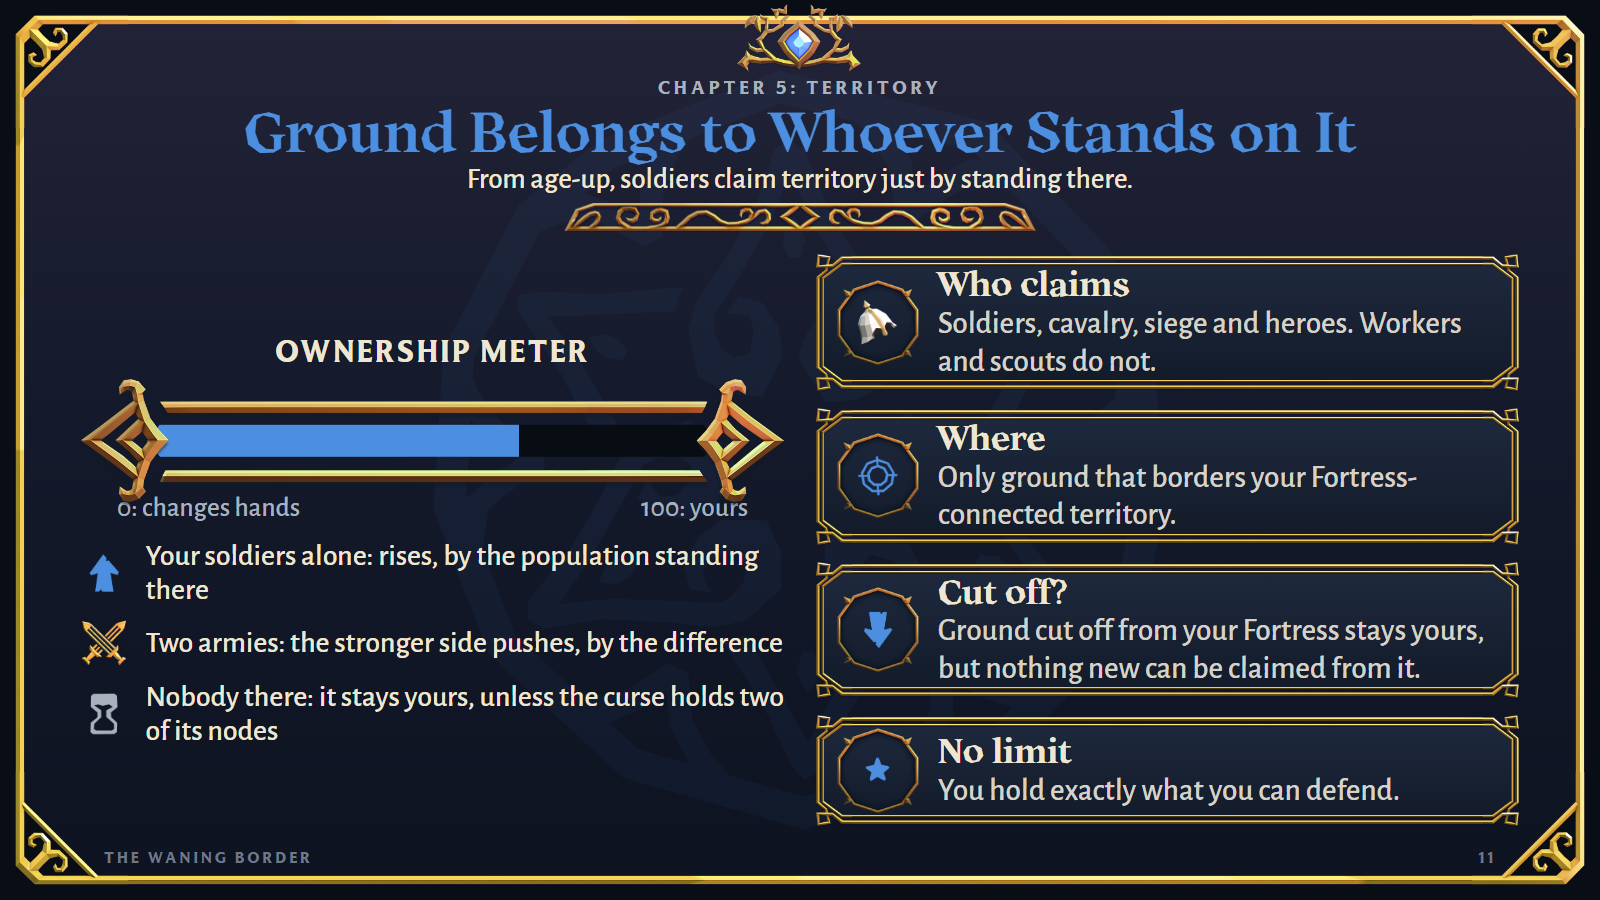 CHAPTER 5: TERRITORY
Ground Belongs to Whoever Stands on It
From age-up, soldiers claim territory just by standing there.
OWNERSHIP METER
0: changes hands
100: yours
Your soldiers alone: rises, by the population standing
there
Two armies: the stronger side pushes, by the difference
Nobody there: it stays yours, unless the curse holds two
of its nodes
Who claims
Soldiers, cavalry, siege and heroes. Workers
and scouts do not.
Where
Only ground that borders your Fortress-
connected territory.
Cut off?
Ground cut off from your Fortress stays yours,
but nothing new can be claimed from it.
No limit
You hold exactly what you can defend.
THE WANING BORDER
11